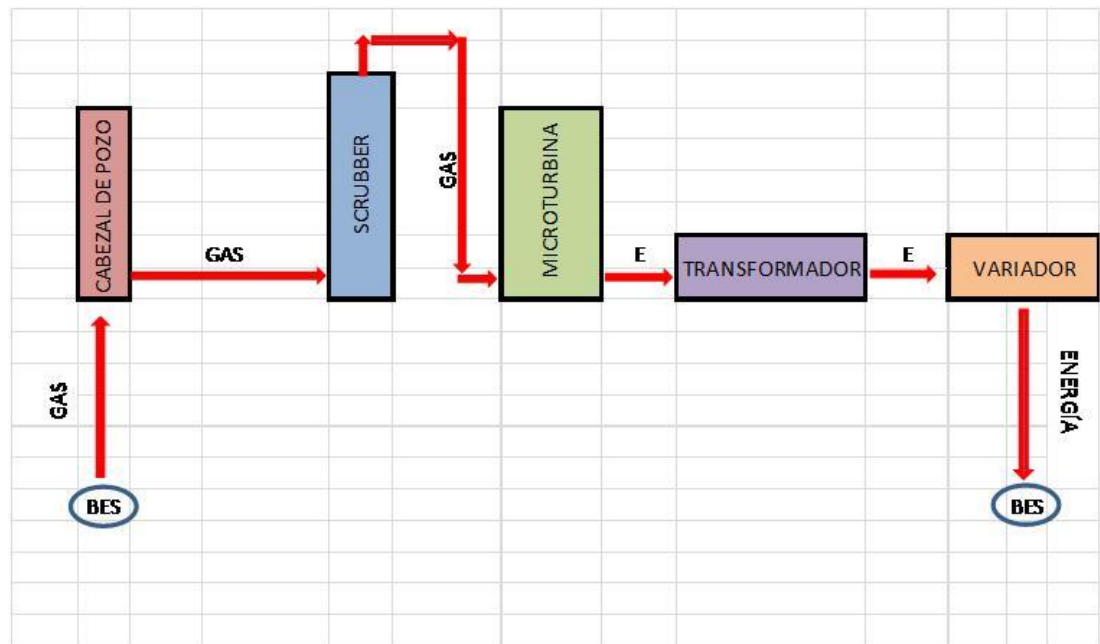 CABEZAL DE POZO
GAS
SCRUBBER
GAS
MICROTURBINA
E
TRANSFORMADOR
E
VARIADOR
GAS
ENERGÍA
BES
BES